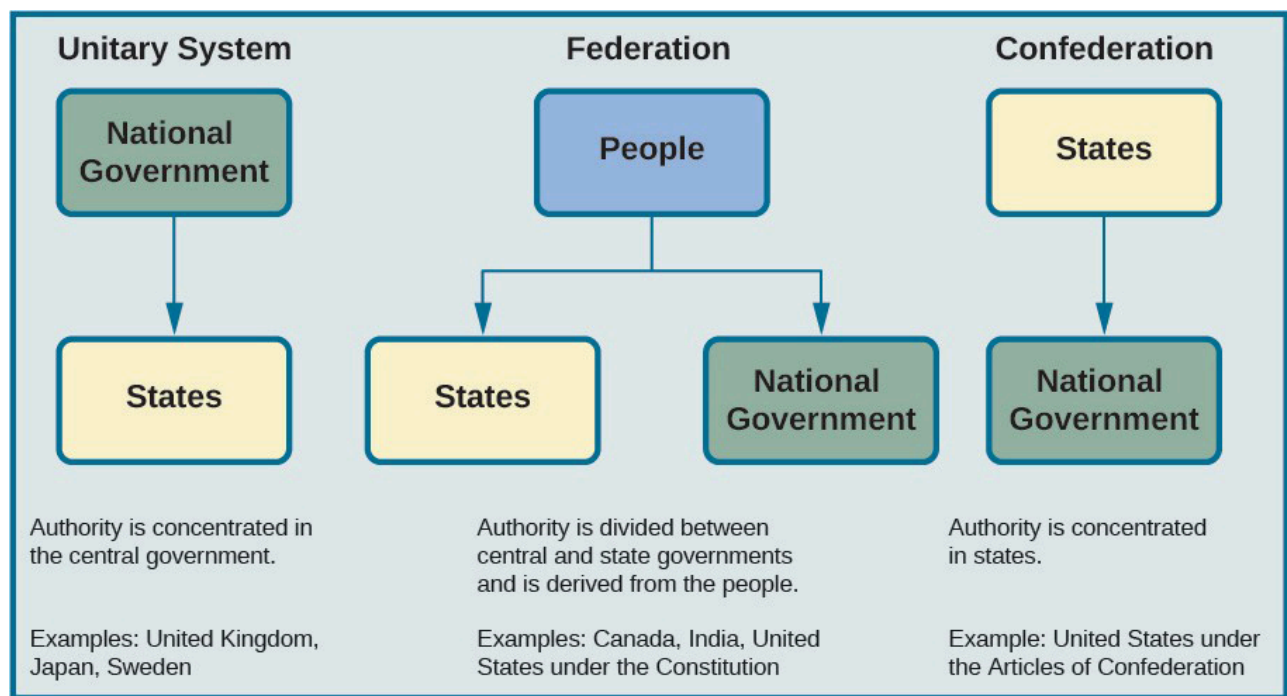 Unitary System
National
Government
States
Authority is concentrated in
the central government.
Examples: United Kingdom,
Japan, Sweden
Federation
People
States
National
Government
Authority is divided between
central and state governments
and is derived from the people.
Examples: Canada, India, United
States under the Constitution
Confederation
States
National
Government
Authority is concentrated
in states.
Example: United States under
the Articles of Confederation